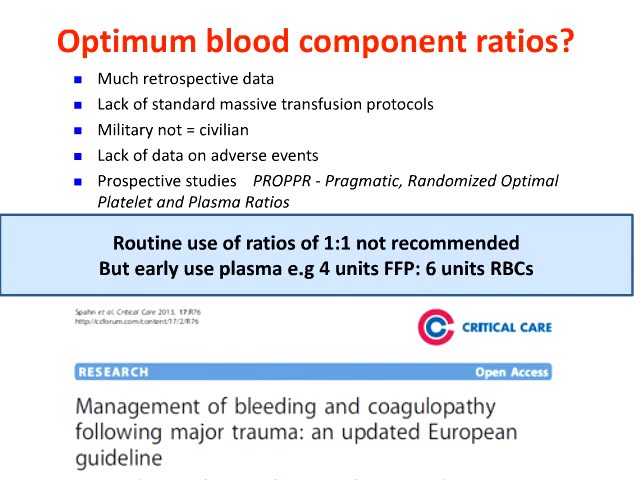 Optimum blood component ratios?
Much retrospective data
Lack of standard massive transfusion protocols
Military not = civilian
Lack of data on adverse events
Prospective studies PROPPR - Pragmatic, Randomized Optimal
Platelet and Plasma Ratios
Routine use of ratios of 1:1 not recommended
But early use plasma e.g 4 units FFP: 6 units RBCs
Spahn et al. Critical Care 2013, 17:R76
http://ccforum.com/content/17/2/R76
CRITICAL CARE
RESEARCH Open Access
Management of bleeding and coagulopathy
following major trauma: an updated European
guideline